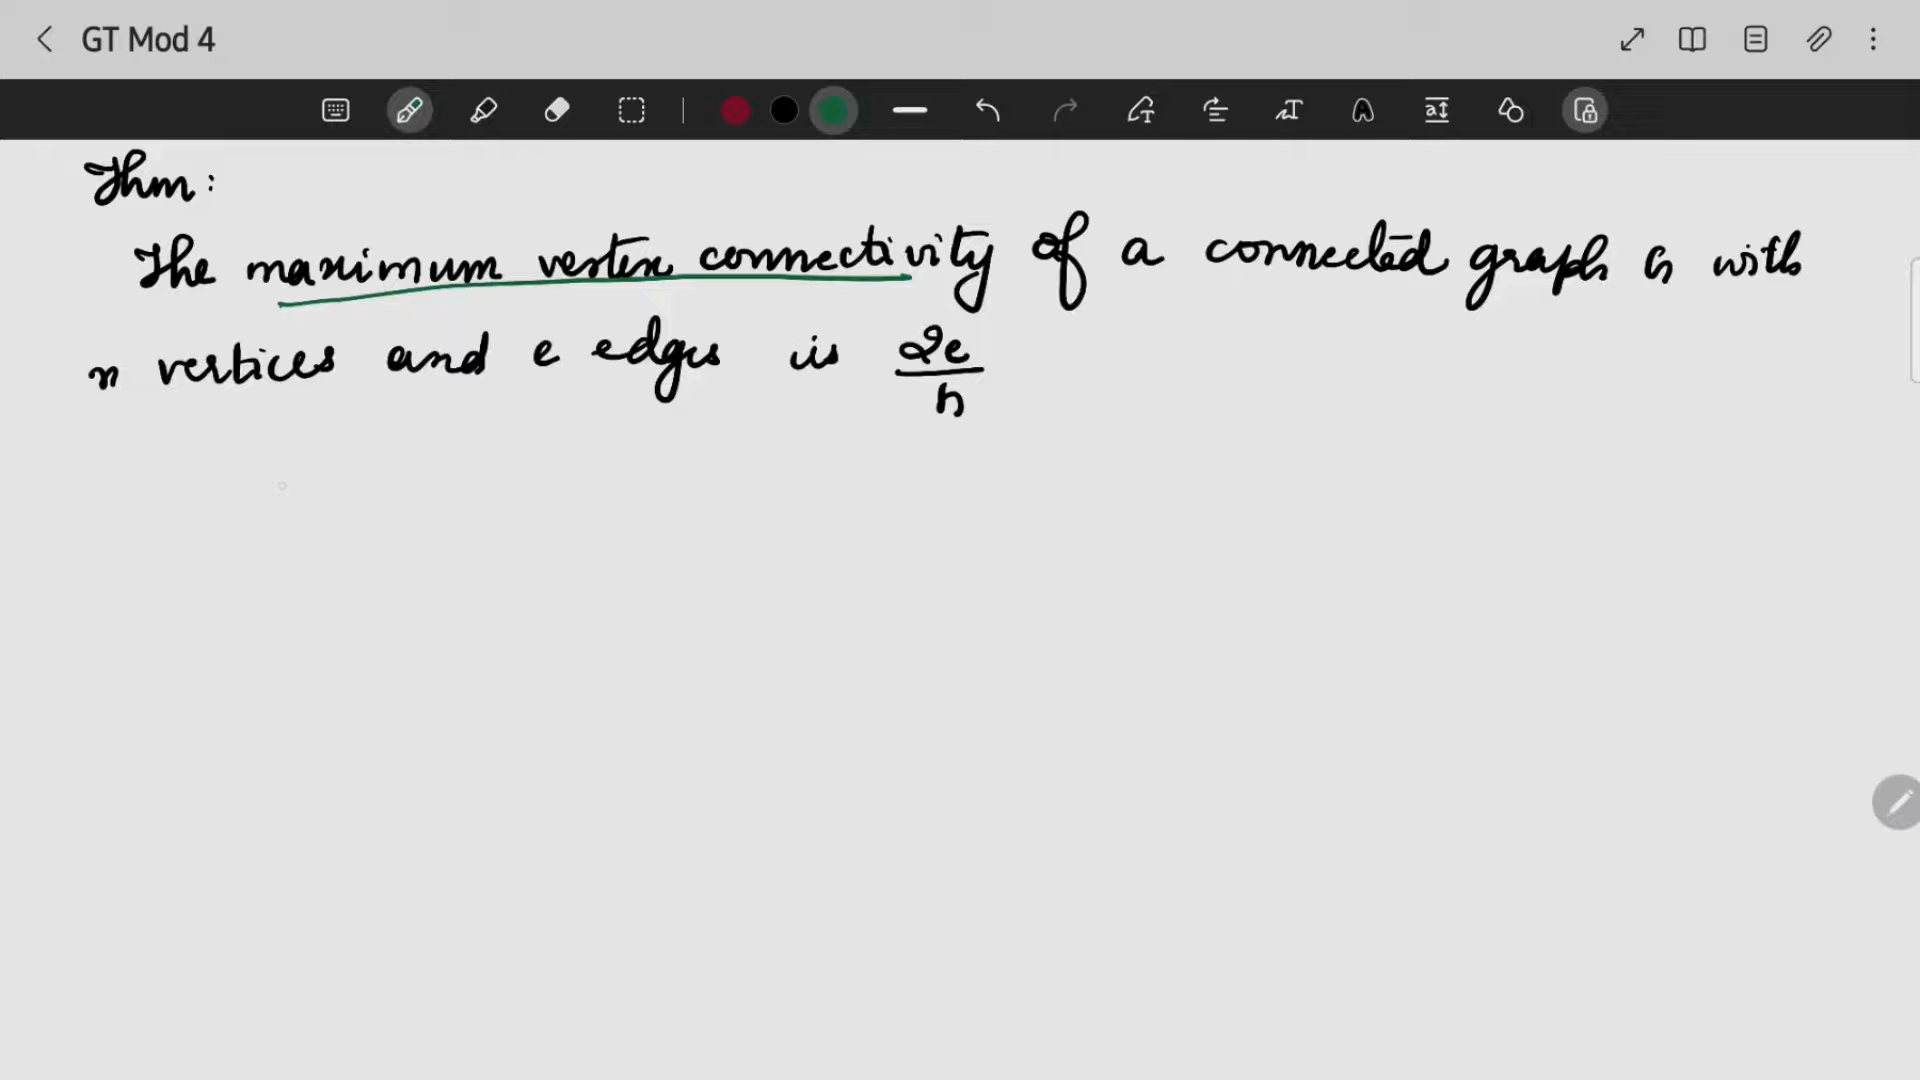 GT Mod 4
Thm:
The maximum vertex connectivity of a connected graph G with
n vertices and e edges is 2e/n